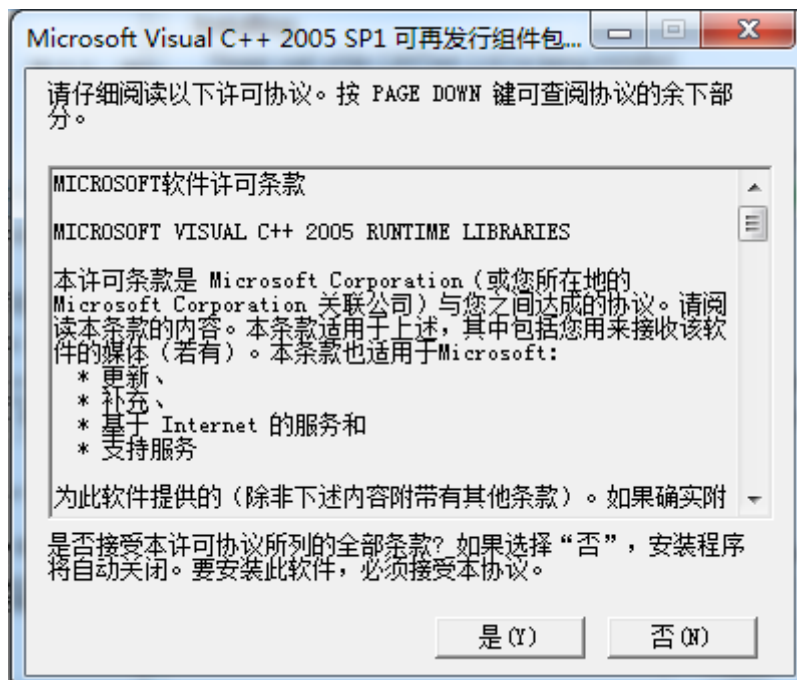 Microsoft Visual C++ 2005 SP1 可再发行组件包...
请仔细阅读以下许可协议。按 PAGE DOWN 键可查阅协议的余下部
分。
MICROSOFT软件许可条款
MICROSOFT VISUAL C++ 2005 RUNTIME LIBRARIES
本许可条款是 Microsoft Corporation（或您所在地的
Microsoft Corporation 关联公司）与您之间达成的协议。请阅
读本条款的内容。本条款适用于上述，其中包括您用来接收该软
件的媒体（若有）。本条款也适用于Microsoft:
* 更新、
* 补充、
* 基于 Internet 的服务和
* 支持服务
为此软件提供的（除非下述内容附带有其他条款）。如果确实附
是否接受本许可协议所列的全部条款? 如果选择“否”，安装程序
将自动关闭。要安装此软件，必须接受本协议。
是(Y)
否(N)